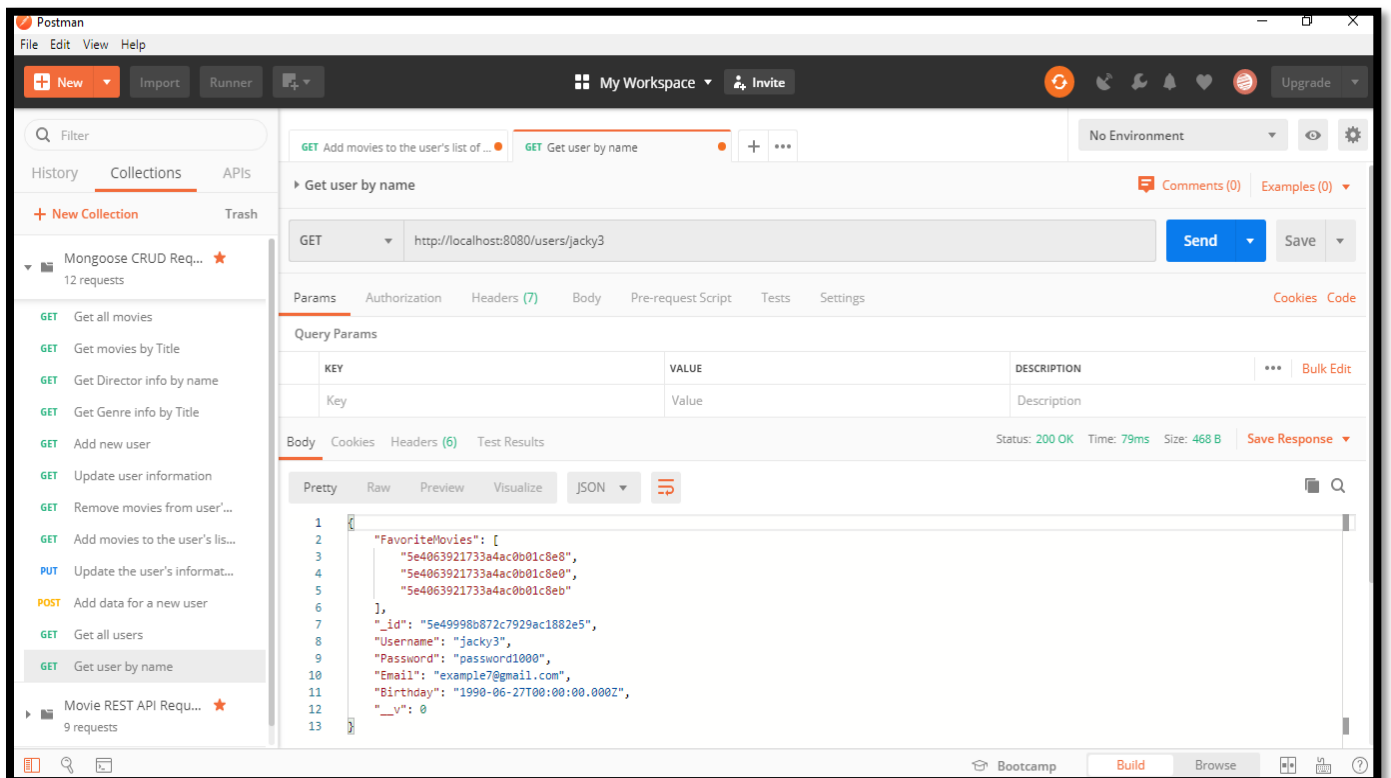 Postman
File Edit View Help
New
Import
Runner
My Workspace
Invite
Upgrade
Filter
History Collections APIs
+ New Collection Trash
Mongoose CRUD Req...
12 requests
GET Get all movies
GET Get movies by Title
GET Get Director info by name
GET Get Genre info by Title
GET Add new user
GET Update user information
GET Remove movies from user'...
GET Add movies to the user's lis...
PUT Update the user's informat...
POST Add data for a new user
GET Get all users
GET Get user by name
Movie REST API Requ...
9 requests
GET Add movies to the user's list of ...
GET Get user by name
+ •••
No Environment
Get user by name
Comments (0) Examples (0)
GET http://localhost:8080/users/jacky3
Send Save
Params Authorization Headers (7) Body Pre-request Script Tests Settings
Cookies Code
Query Params
KEY VALUE DESCRIPTION ••• Bulk Edit
Key Value Description
Body Cookies Headers (6) Test Results
Status: 200 OK Time: 79ms Size: 468 B Save Response
Pretty Raw Preview Visualize JSON
1 {
2 "FavoriteMovies": [
3 "5e4063921733a4ac0b01c8e8",
4 "5e4063921733a4ac0b01c8e0",
5 "5e4063921733a4ac0b01c8eb"
6 ],
7 "_id": "5e49998b872c7929ac1882e5",
8 "Username": "jacky3",
9 "Password": "password1000",
10 "Email": "example7@gmail.com",
11 "Birthday": "1990-06-27T00:00:00.000Z",
12 "__v": 0
13 }
Bootcamp Build Browse